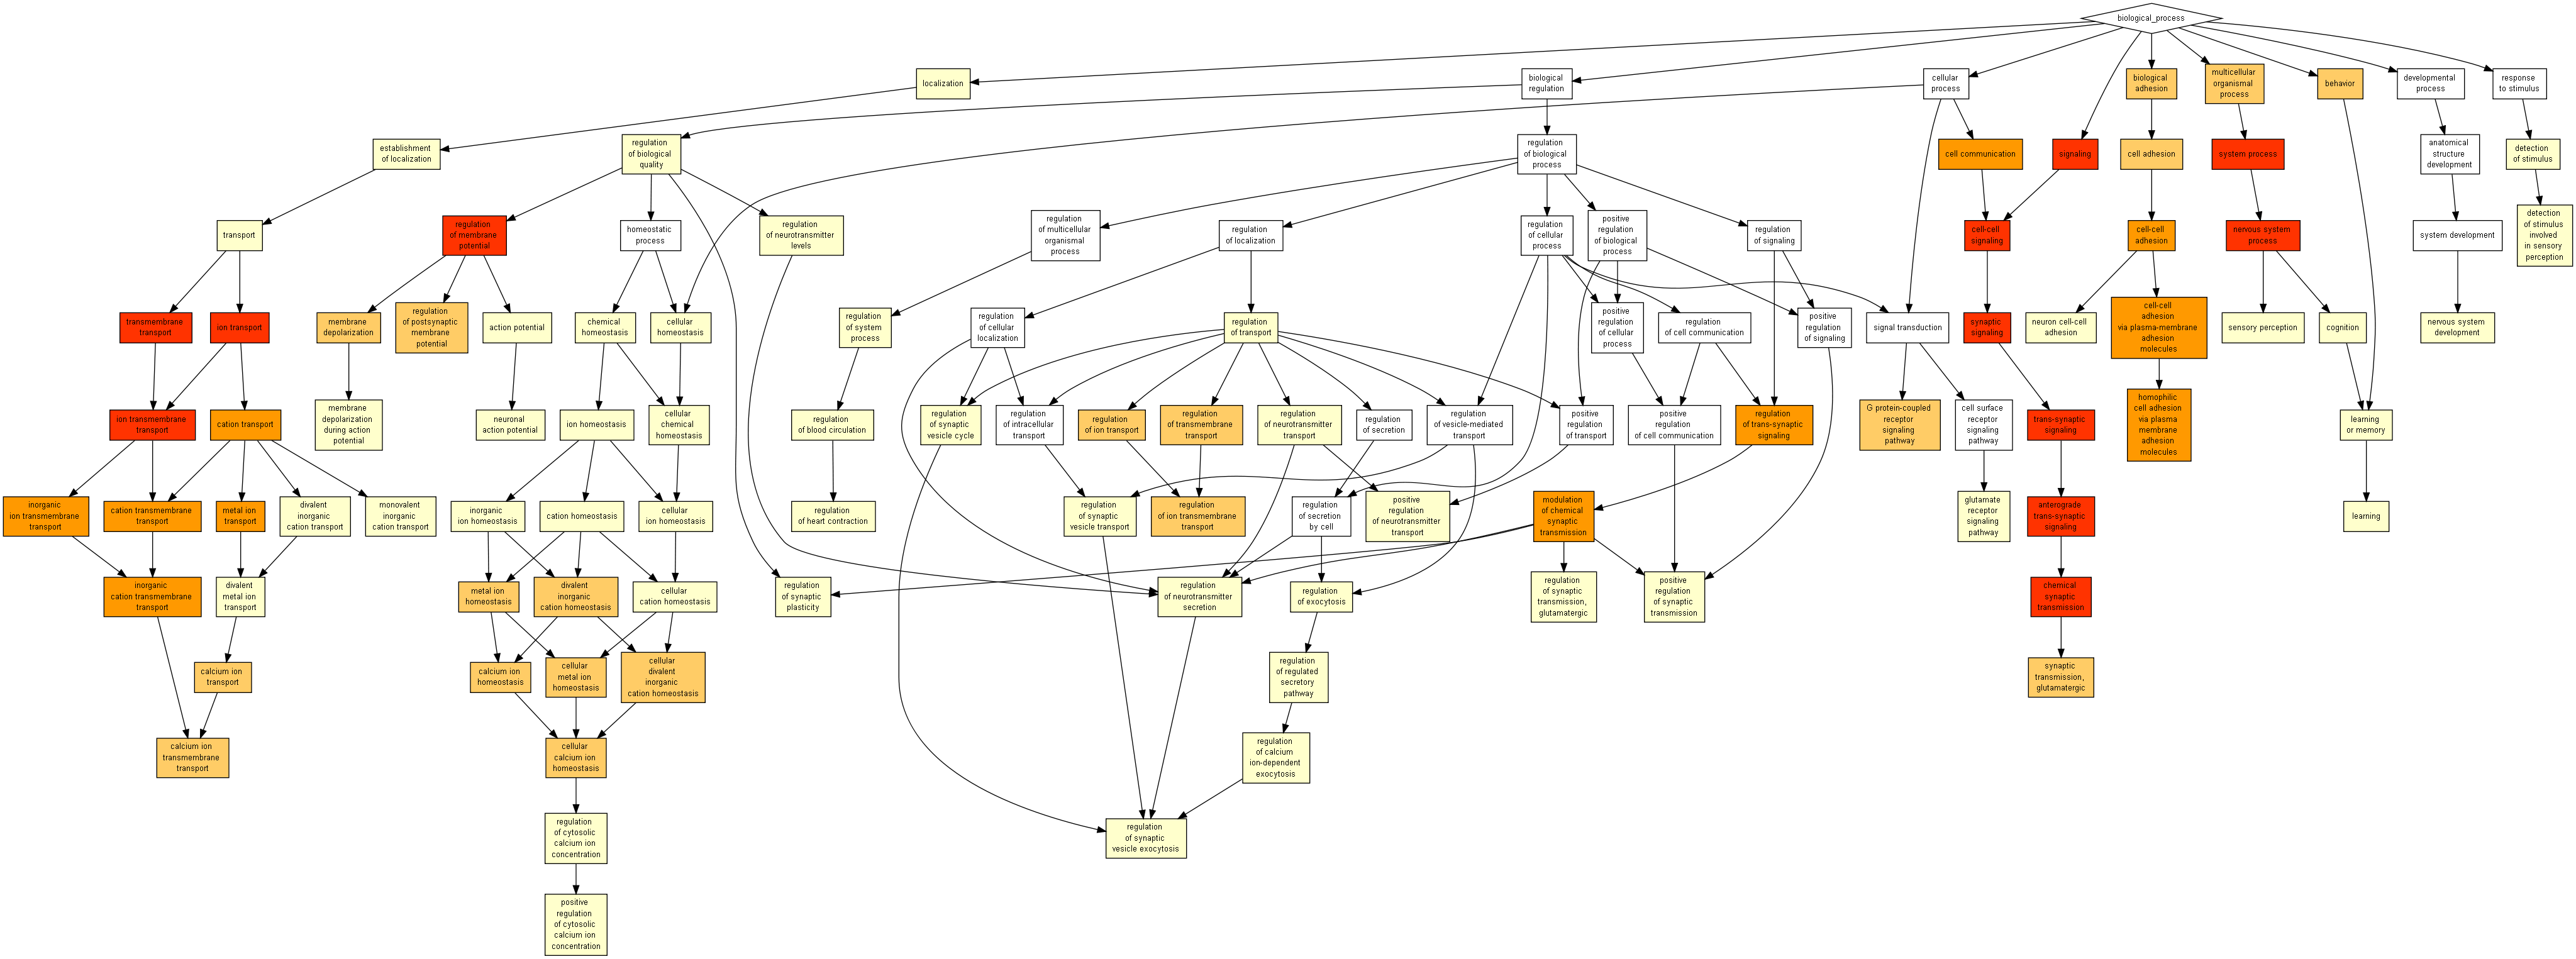 biological_process
localization
biological
regulation
cellular
process
biological
adhesion
multicellular
organismal
process
behavior
developmental
process
response
to stimulus
establishment
of localization
regulation
of biological
quality
regulation
of biological
process
cell communication
signaling
cell adhesion
system process
anatomical
structure
development
detection
of stimulus
transport
regulation
of membrane
potential
homeostatic
process
regulation
of neurotransmitter
levels
regulation
of multicellular
organismal
process
regulation
of localization
regulation
of cellular
process
positive
regulation
of biological
process
regulation
of signaling
cell-cell
signaling
cell-cell
adhesion
nervous system
process
system development
detection
of stimulus
involved
in sensory
perception
transmembrane
transport
ion transport
membrane
depolarization
regulation
of postsynaptic
membrane
potential
action potential
chemical
homeostasis
cellular
homeostasis
regulation
of system
process
regulation
of cellular
localization
regulation
of transport
positive
regulation
of cellular
process
regulation
of cell communication
positive
regulation
of signaling
signal transduction
synaptic
signaling
neuron cell-cell
adhesion
cell-cell
adhesion
via plasma-membrane
adhesion
molecules
sensory perception
cognition
nervous system
development
ion transmembrane
transport
cation transport
membrane
depolarization
during action
potential
neuronal
action potential
ion homeostasis
cellular
chemical
homeostasis
regulation
of blood circulation
regulation
of synaptic
vesicle cycle
regulation
of intracellular
transport
regulation
of ion transport
regulation
of transmembrane
transport
regulation
of neurotransmitter
transport
regulation
of secretion
regulation
of vesicle-mediated
transport
positive
regulation
of transport
positive
regulation
of cell communication
regulation
of trans-synaptic
signaling
G protein-coupled
receptor
signaling
pathway
cell surface
receptor
signaling
pathway
trans-synaptic
signaling
homophilic
cell adhesion
via plasma
membrane
adhesion
molecules
learning
or memory
inorganic
ion transmembrane
transport
cation transmembrane
transport
metal ion
transport
divalent
inorganic
cation transport
monovalent
inorganic
cation transport
inorganic
ion homeostasis
cation homeostasis
cellular
ion homeostasis
regulation
of heart contraction
regulation
of synaptic
vesicle transport
regulation
of ion transmembrane
transport
regulation
of secretion
by cell
positive
regulation
of neurotransmitter
transport
modulation
of chemical
synaptic
transmission
glutamate
receptor
signaling
pathway
anterograde
trans-synaptic
signaling
learning
inorganic
cation transmembrane
transport
divalent
metal ion
transport
metal ion
homeostasis
divalent
inorganic
cation homeostasis
cellular
cation homeostasis
regulation
of synaptic
plasticity
regulation
of neurotransmitter
secretion
regulation
of exocytosis
regulation
of synaptic
transmission,
glutamatergic
positive
regulation
of synaptic
transmission
chemical
synaptic
transmission
calcium ion
transport
calcium ion
homeostasis
cellular
metal ion
homeostasis
cellular
divalent
inorganic
cation homeostasis
regulation
of regulated
secretory
pathway
synaptic
transmission,
glutamatergic
calcium ion
transmembrane
transport
cellular
calcium ion
homeostasis
regulation
of calcium
ion-dependent
exocytosis
regulation
of cytosolic
calcium ion
concentration
regulation
of synaptic
vesicle exocytosis
positive
regulation
of cytosolic
calcium ion
concentration